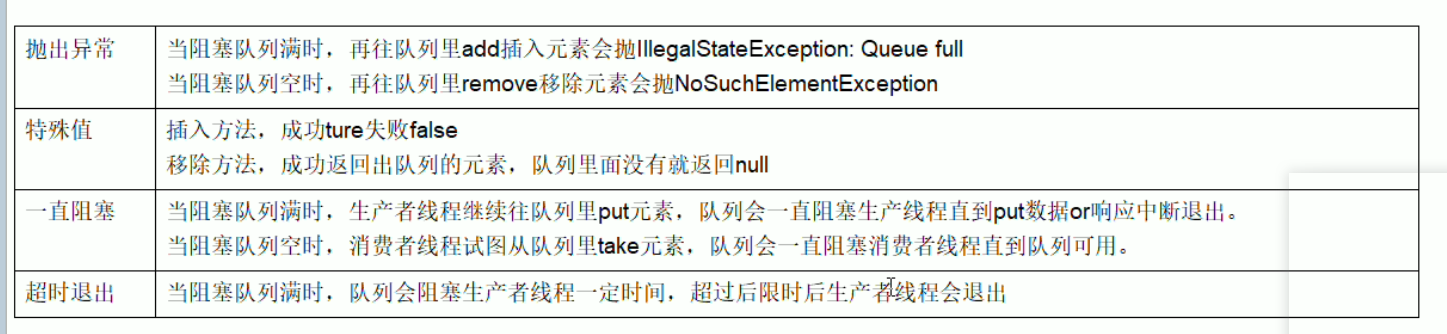 抛出异常
当阻塞队列满时，再往队列里add插入元素会抛IllegalStateException: Queue full
当阻塞队列空时，再往队列里remove移除元素会抛NoSuchElementException
特殊值
插入方法，成功ture失败false
移除方法，成功返回出队列的元素，队列里面没有就返回null
一直阻塞
当阻塞队列满时，生产者线程继续往队列里put元素，队列会一直阻塞生产线程直到put数据or响应中断退出。
当阻塞队列空时，消费者线程试图从队列里take元素，队列会一直阻塞消费者线程直到队列可用。
超时退出
当阻塞队列满时，队列会阻塞生产者线程一定时间，超过后限时后生产者线程会退出